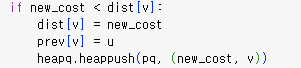 if new_cost < dist[v]:
    dist[v] = new_cost
    prev[v] = u
    heapq.heappush(pq, (new_cost, v))